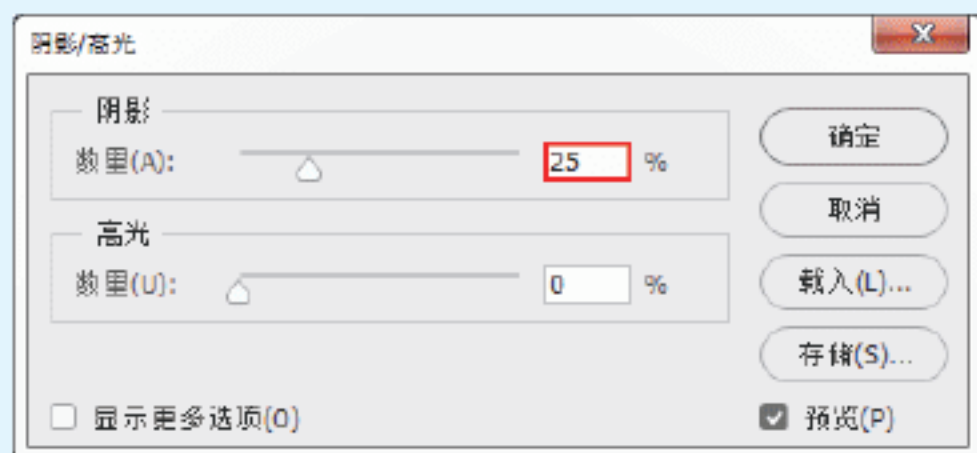 阴影/高光
阴影
数量(A):
25
%
高光
数量(U):
0
%
确定
取消
载入(L)...
存储(S)...
显示更多选项(O)
预览(P)